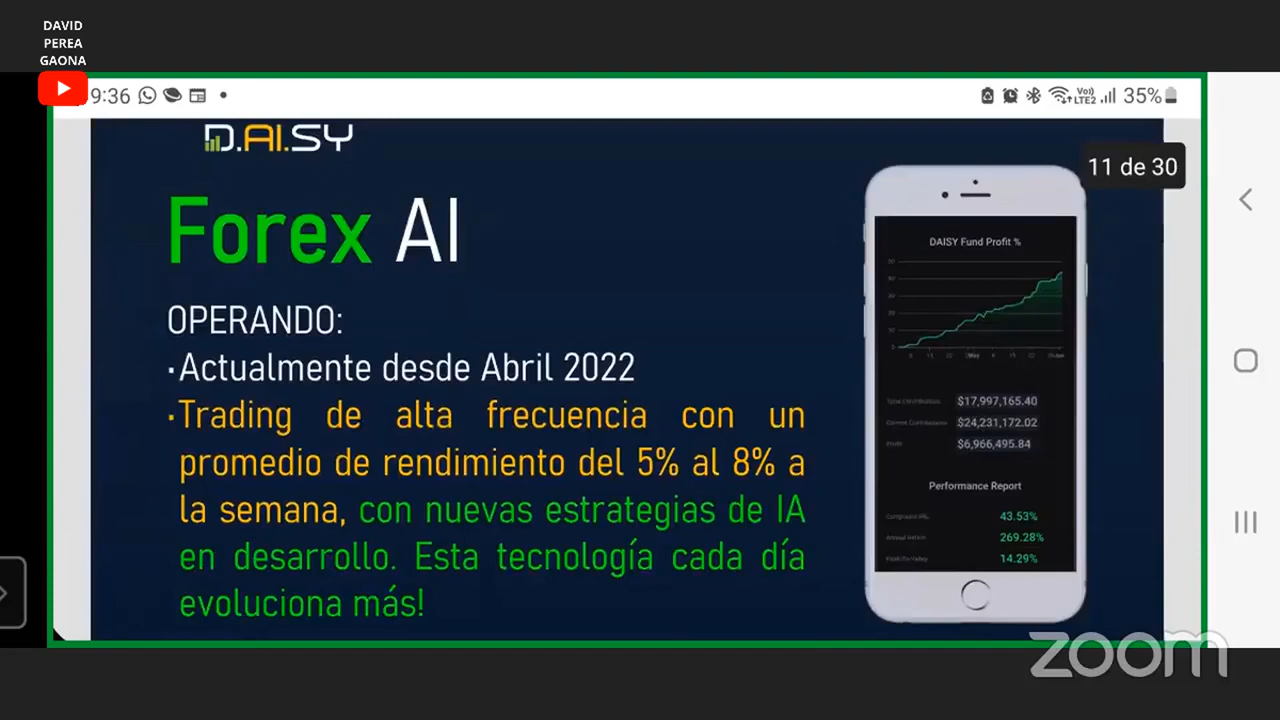 DAVID
PEREA
GAONA
9:36
35%
D.AI.SY
11 de 30
Forex AI
OPERANDO:
·Actualmente desde Abril 2022
·Trading de alta frecuencia con un
promedio de rendimiento del 5% al 8% a
la semana, con nuevas estrategias de IA
en desarrollo. Esta tecnología cada día
evoluciona más!
DAISY Fund Profit %
$17,997,165.40
$24,231,172.02
Profit $6,966,495.84
Performance Report
43.53%
269.28%
14.29%
zoom